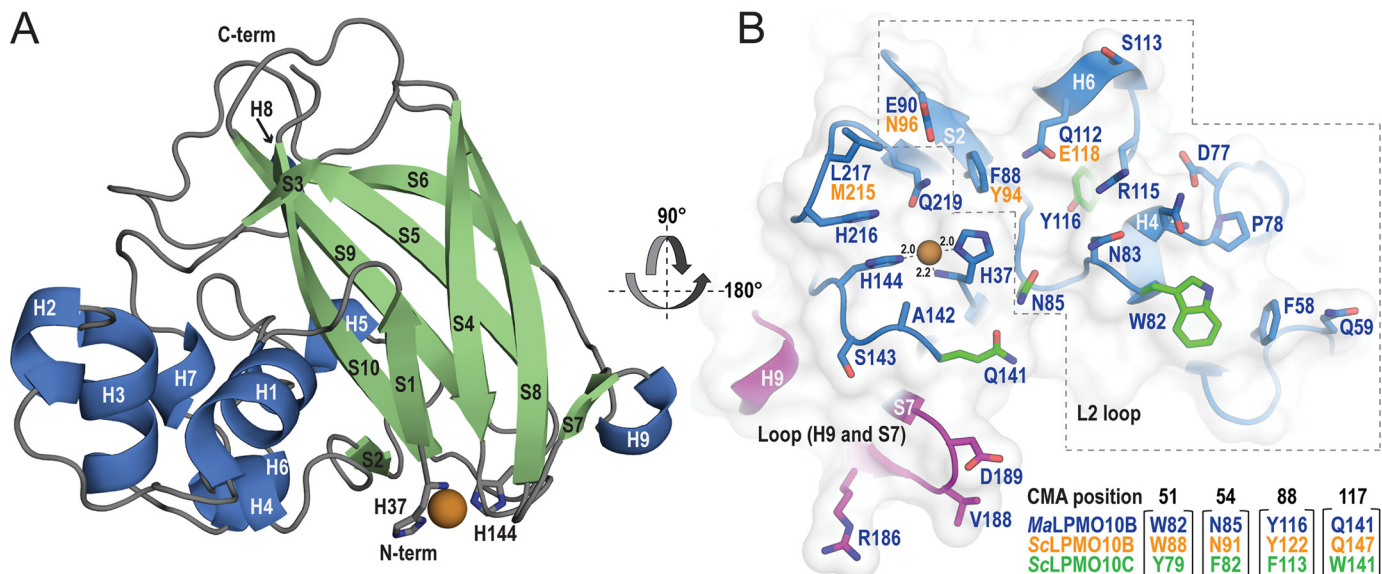 A
C-term
H8
S3
S6
S5
S9
H2
H5
H3
H7
H1
S10
S1
S4
S8
S7
H9
S2
H6
H4
H37
H144
N-term
90°
180°
B
S113
H6
E90
N96
S2
Q112
E118
D77
L217
M215
F88
Y94
R115
Q219
Y116
H4
P78
H216
N83
2.0
2.0
H144
2.2
H37
N85
F58
A142
W82
Q59
S143
Q141
H9
S7
L2 loop
Loop (H9 and S7)
D189
V188
R186
CMA position 51 54 88 117
MaLPMO10B W82 N85 Y116 Q141
ScLPMO10B W88 N91 Y122 Q147
ScLPMO10C Y79 F82 F113 W141